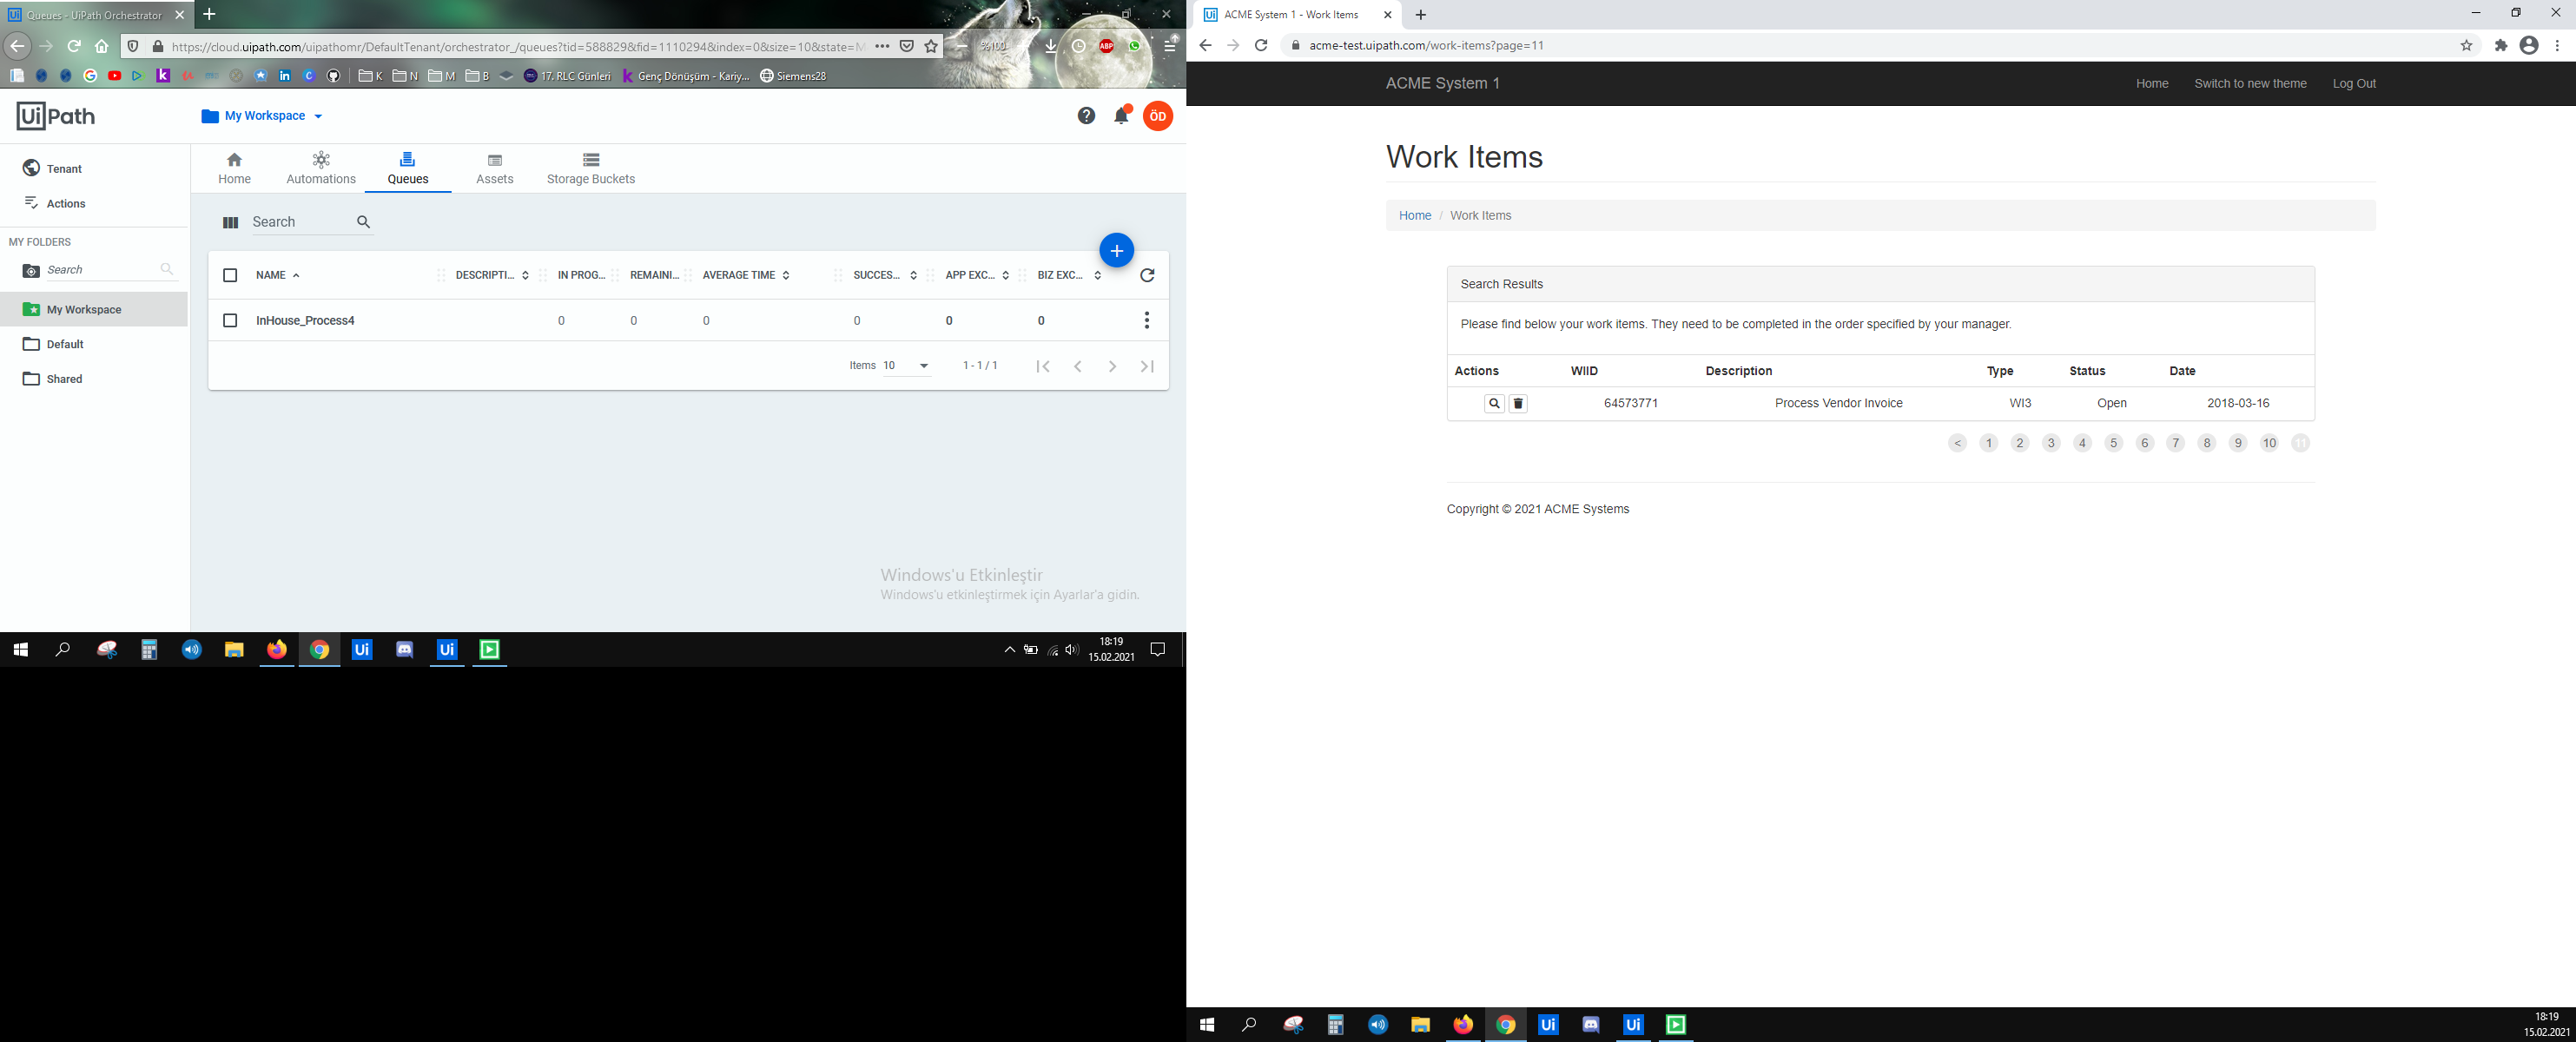 Queues - UiPath Orchestrator
https://cloud.uipath.com/uipathomr/DefaultTenant/orchestrator_/queues?tid=588829&fid=1110294&index=0&size=10&state=M
%100
ABP
K
N
M
B
17. RLC Günleri
Genç Dönüşüm - Kariy...
Siemens28
UiPath
My Workspace
ÖD
Tenant
Actions
MY FOLDERS
Search
My Workspace
Default
Shared
Home
Automations
Queues
Assets
Storage Buckets
Search
NAME
DESCRIPTI...
IN PROG...
REMAINI...
AVERAGE TIME
SUCCES...
APP EXC...
BIZ EXC...
InHouse_Process4
0
0
0
0
0
0
Items 10
1 - 1 / 1
Windows'u Etkinleştir
Windows'u etkinleştirmek için Ayarlar'a gidin.
18:19
15.02.2021
ACME System 1 - Work Items
acme-test.uipath.com/work-items?page=11
ACME System 1
Home
Switch to new theme
Log Out
Work Items
Home / Work Items
Search Results
Please find below your work items. They need to be completed in the order specified by your manager.
Actions WIID Description Type Status Date
64573771 Process Vendor Invoice WI3 Open 2018-03-16
< 1 2 3 4 5 6 7 8 9 10 11
Copyright © 2021 ACME Systems
18:19
15.02.2021